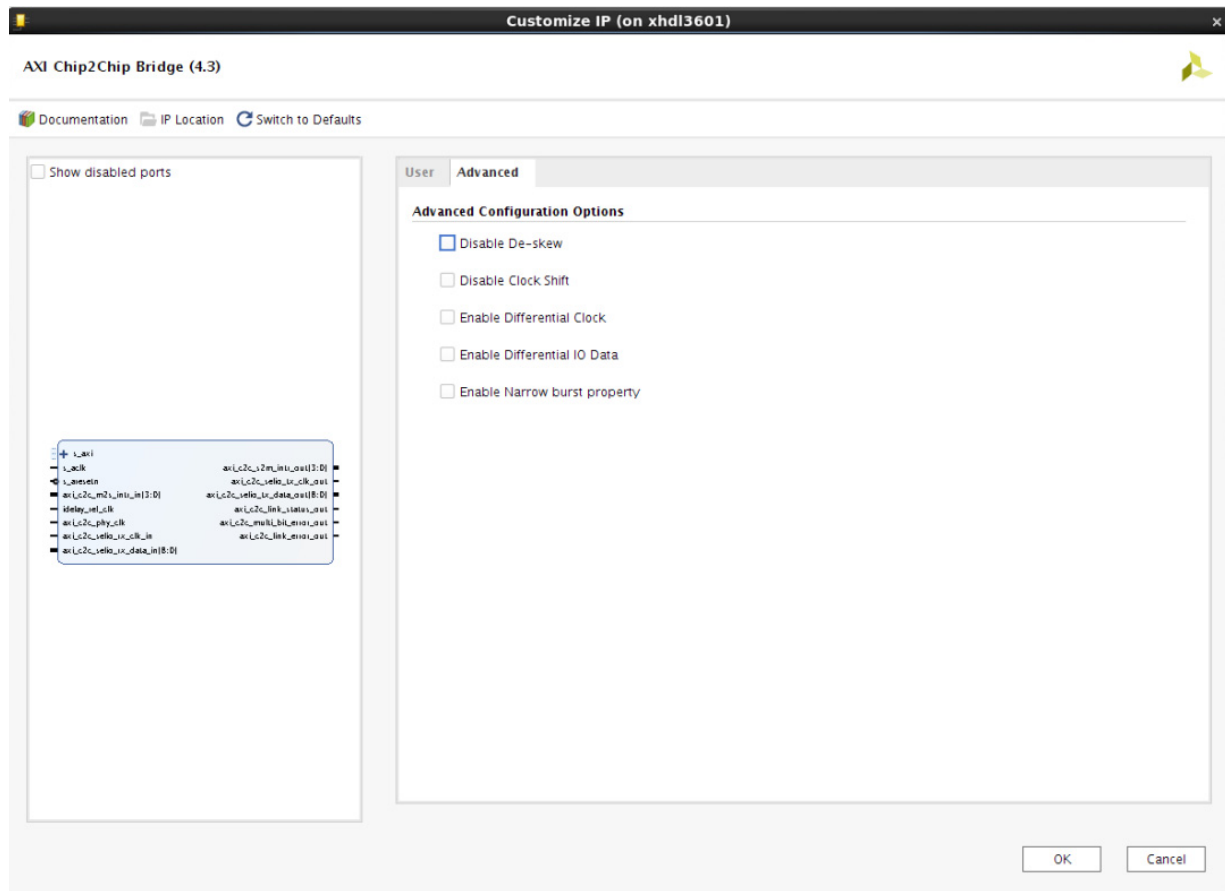 Customize IP (on xhdl3601)
AXI Chip2Chip Bridge (4.3)
Documentation IP Location Switch to Defaults
Show disabled ports
User Advanced
Advanced Configuration Options
Disable De-skew
Disable Clock Shift
Enable Differential Clock
Enable Differential IO Data
Enable Narrow burst property
s_axi
s_aclk
s_aresetn
axi_c2c_m2s_intr_in[3:0]
idelay_ref_clk
axi_c2c_phy_clk
axi_c2c_selio_rx_clk_in
axi_c2c_selio_rx_data_in[8:0]
axi_c2c_s2m_intr_out[3:0]
axi_c2c_selio_tx_clk_out
axi_c2c_selio_tx_data_out[8:0]
axi_c2c_link_status_out
axi_c2c_multi_bit_error_out
axi_c2c_link_error_out
OK Cancel